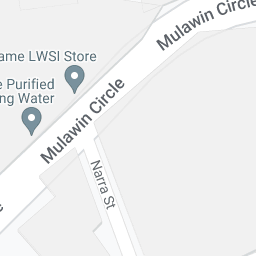 ame LWSI Store
e Purified
ng Water
Mulawin Circle
Mulawin Circle
Narra St